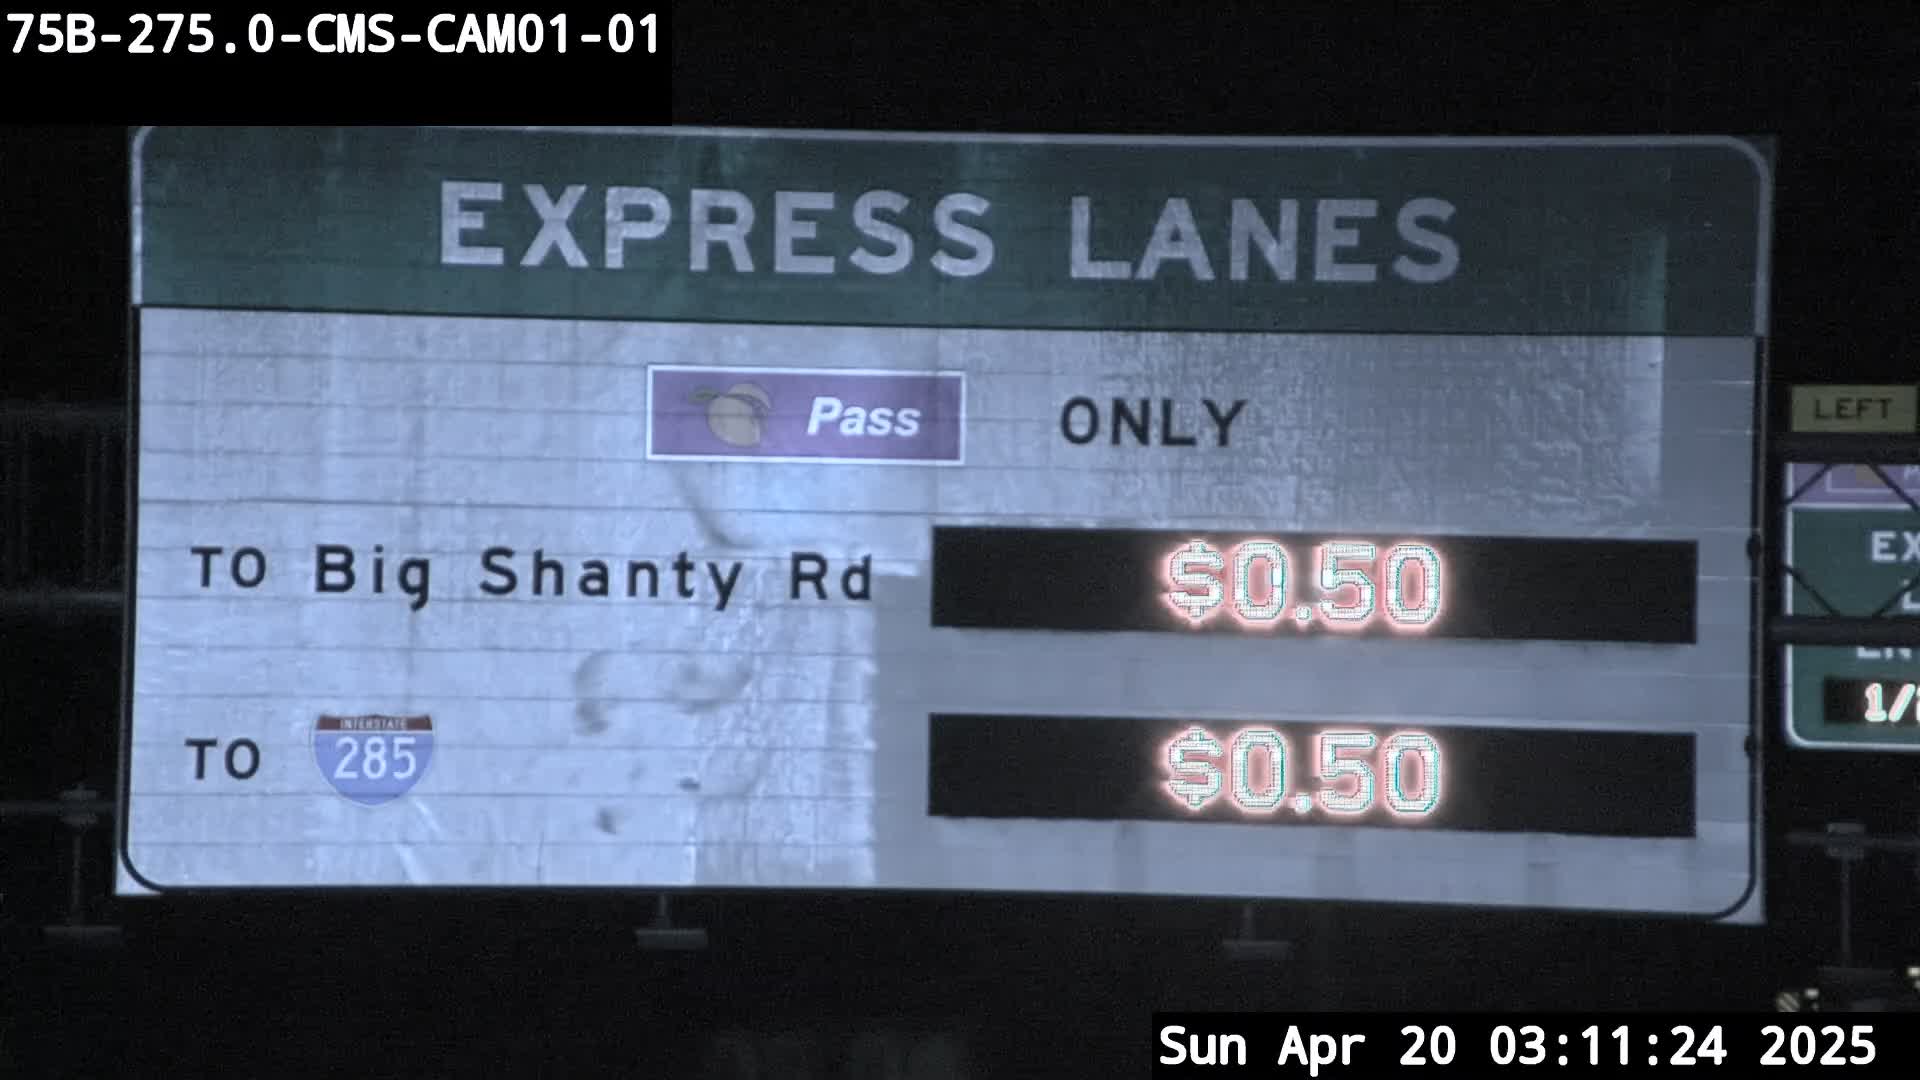 75B-275.0-CMS-CAM01-01
EXPRESS LANES
Pass ONLY
TO Big Shanty Rd $0.50
TO INTERSTATE 285 $0.50
LEFT
Sun Apr 20 03:11:24 2025